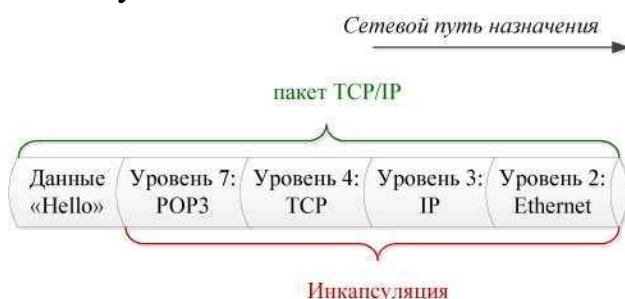 Сетевой путь назначения
пакет TCP/IP
Данные «Hello»
Уровень 7: POP3
Уровень 4: TCP
Уровень 3: IP
Уровень 2: Ethernet
Инкапсуляция